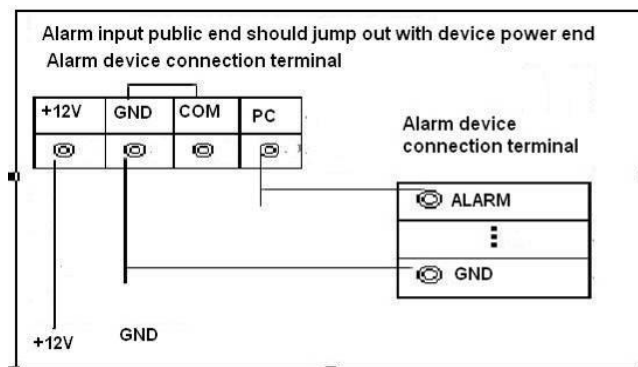 Alarm input public end should jump out with device power end
Alarm device connection terminal
+12V GND COM PC
Alarm device
connection terminal
ALARM
GND
+12V GND